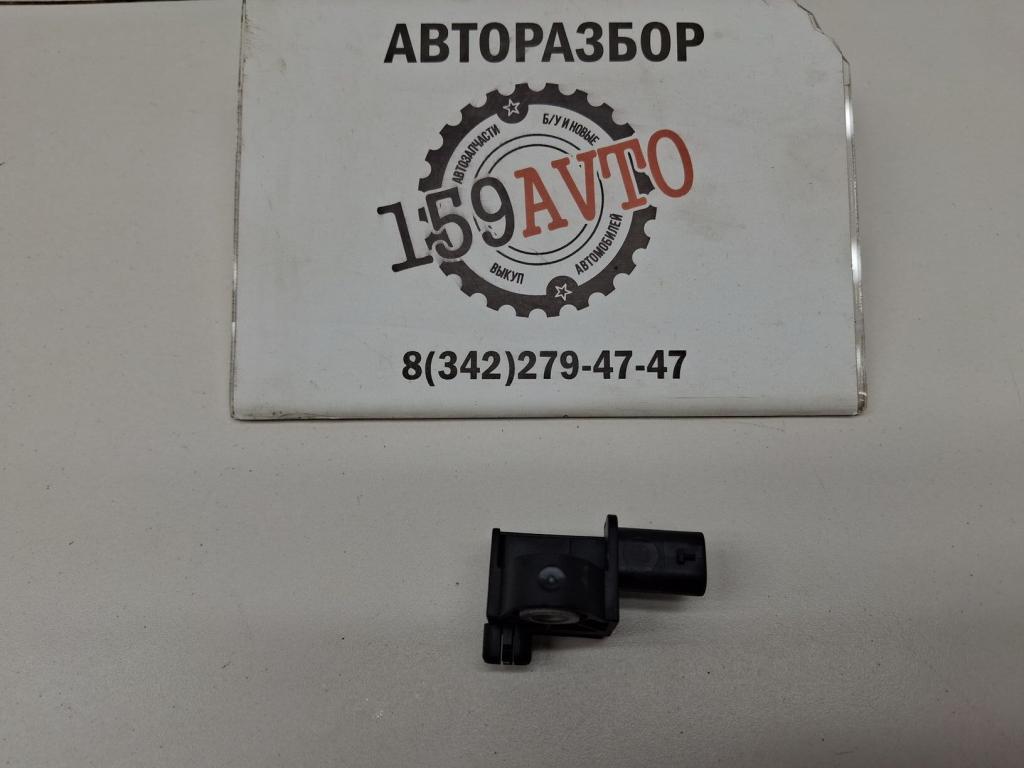 АВТОРАЗБОР
АВТОЗАПЧАСТИ
Б/У И НОВЫЕ
159AVTO
ВЫКУП
АВТОМОБИЛЕЙ
8(342)279-47-47